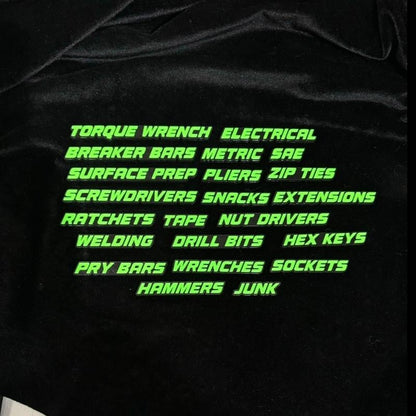 TORQUE WRENCH ELECTRICAL
BREAKER BARS METRIC SAE
SURFACE PREP PLIERS ZIP TIES
SCREWDRIVERS SNACKS EXTENSIONS
RATCHETS TAPE NUT DRIVERS
WELDING DRILL BITS HEX KEYS
PRY BARS WRENCHES SOCKETS
HAMMERS JUNK